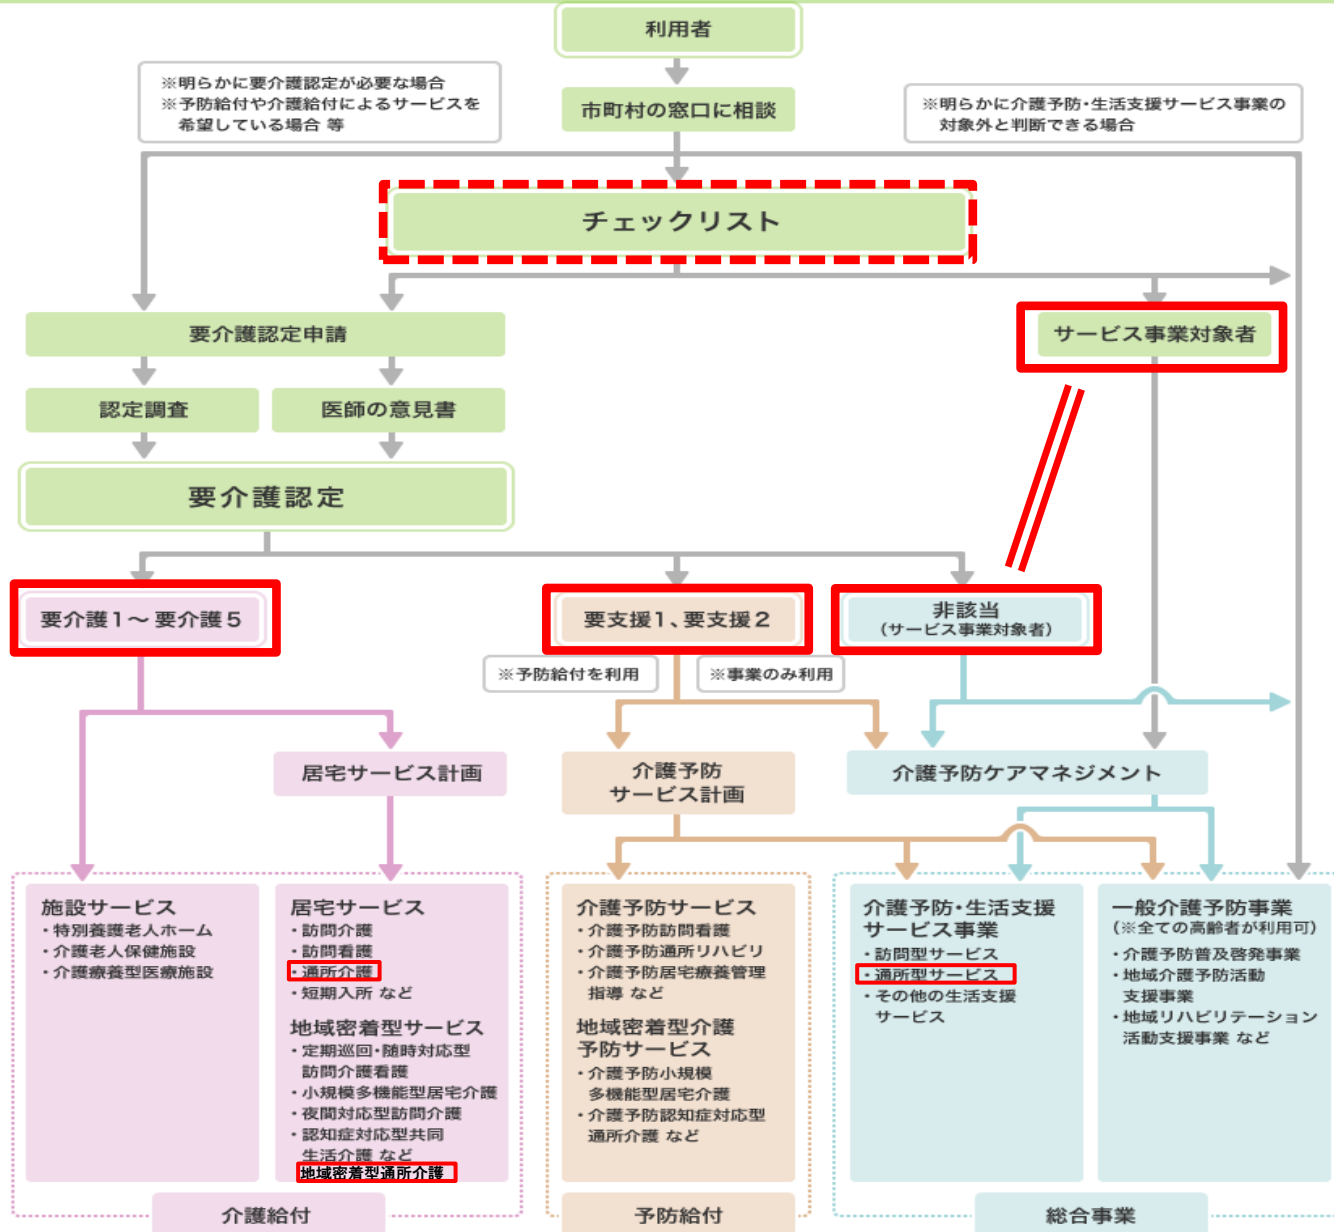 利用者
※明らかに要介護認定が必要な場合
※予防給付や介護給付によるサービスを
希望している場合 等
市町村の窓口に相談
※明らかに介護予防・生活支援サービス事業の
対象外と判断できる場合
チェックリスト
要介護認定申請
サービス事業対象者
認定調査
医師の意見書
要介護認定
要介護1～要介護5
要支援1、要支援2
非該当
(サービス事業対象者)
※予防給付を利用
※事業のみ利用
居宅サービス計画
介護予防
サービス計画
介護予防ケアマネジメント
施設サービス
・特別養護老人ホーム
・介護老人保健施設
・介護療養型医療施設
居宅サービス
・訪問介護
・訪問看護
・通所介護
・短期入所 など
地域密着型サービス
・定期巡回・随時対応型
訪問介護看護
・小規模多機能型居宅介護
・夜間対応型訪問介護
・認知症対応型共同
生活介護 など
地域密着型通所介護
介護予防サービス
・介護予防訪問看護
・介護予防通所リハビリ
・介護予防居宅療養管理
指導 など
地域密着型介護
予防サービス
・介護予防小規模
多機能型居宅介護
・介護予防認知症対応型
通所介護 など
介護予防・生活支援
サービス事業
・訪問型サービス
・通所型サービス
・その他の生活支援
サービス
一般介護予防事業
(※全ての高齢者が利用可)
・介護予防普及啓発事業
・地域介護予防活動
支援事業
・地域リハビリテーション
活動支援事業 など
介護給付
予防給付
総合事業